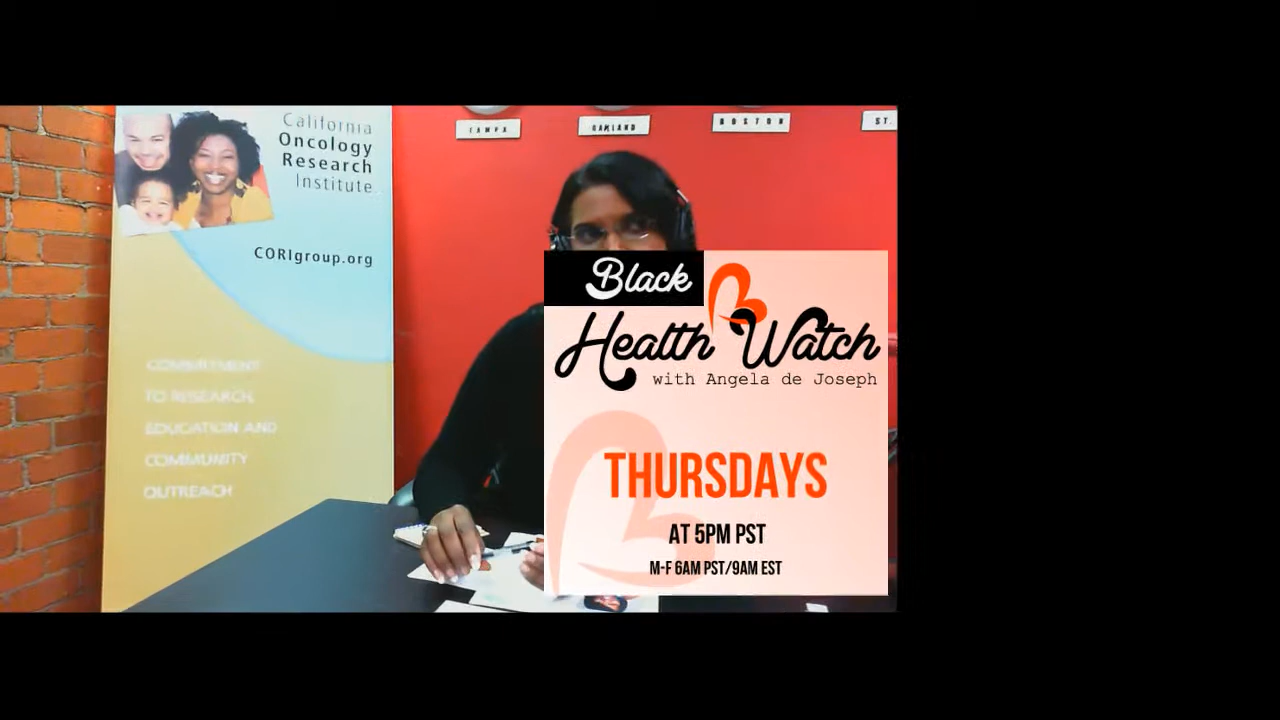 California
Oncology
Research
Institute
CORIgroup.org
COMMITMENT
TO RESEARCH,
EDUCATION AND
COMMUNITY
OUTREACH
TAMPA
OAKLAND
BOSTON
ST.
Black
Health Watch
with Angela de Joseph
THURSDAYS
AT 5PM PST
M-F 6AM PST/9AM EST